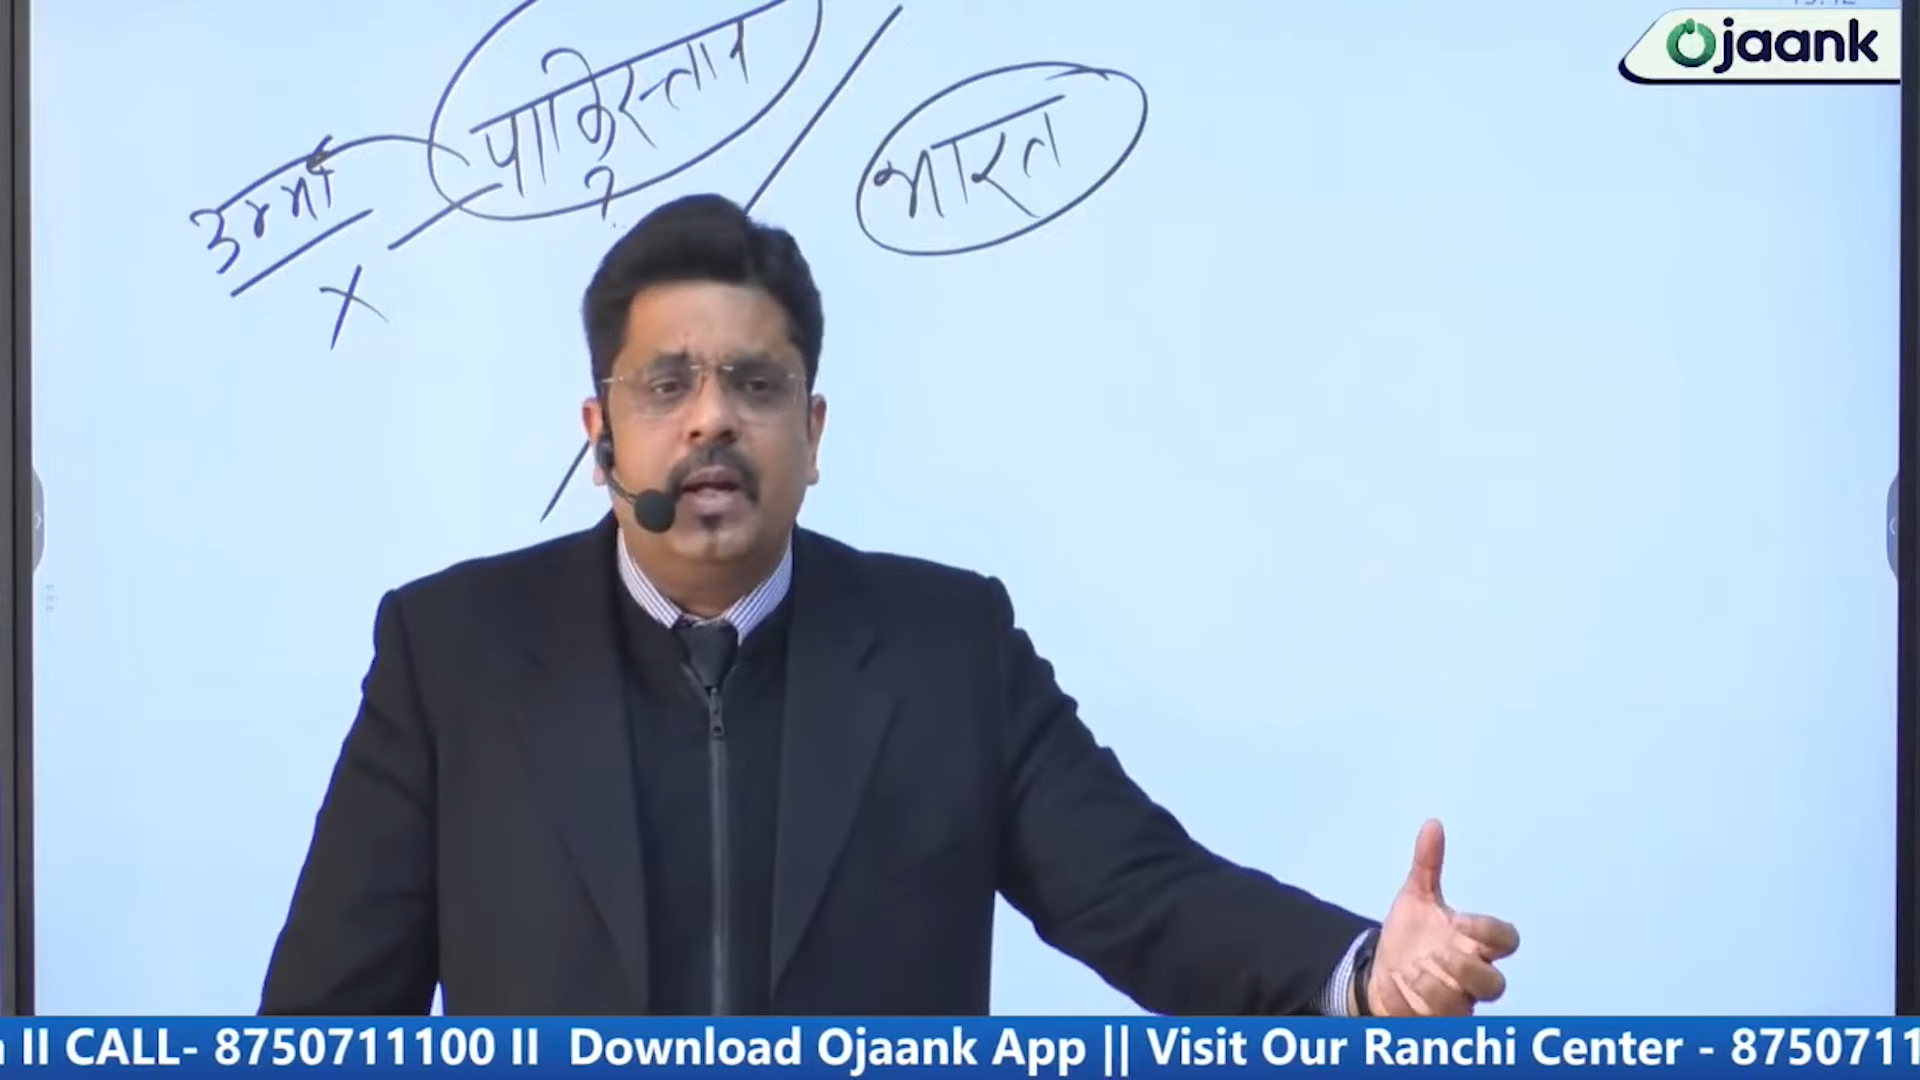 Ojaank
पाकिस्तान
?
भारत
X
II CALL- 8750711100 II Download Ojaank App || Visit Our Ranchi Center - 8750711